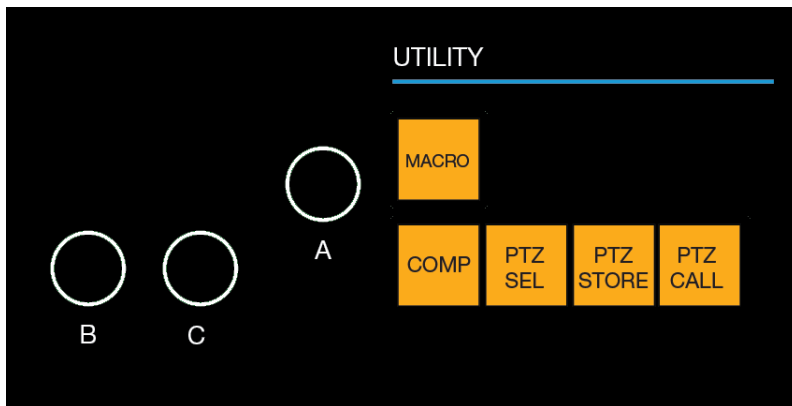 UTILITY
MACRO
A
COMP
PTZ
SEL
PTZ
STORE
PTZ
CALL
B
C